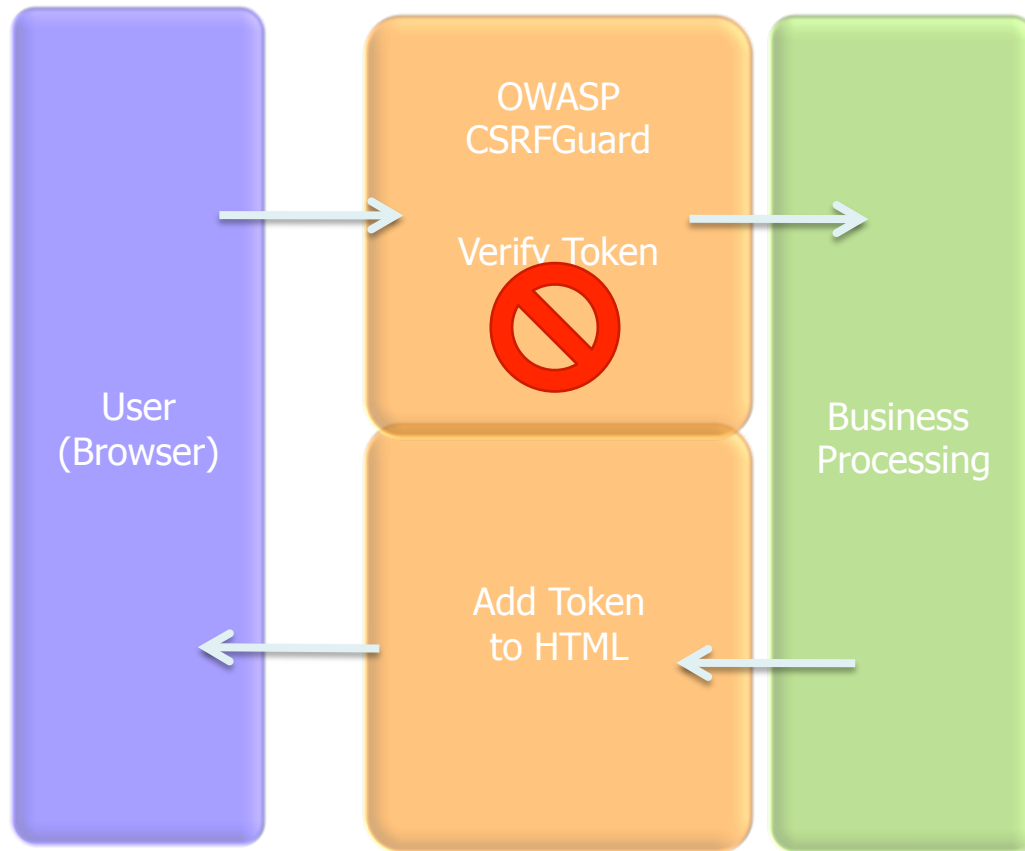 OWASP
CSRFGuard
Verify Token
User
(Browser)
Business
Processing
Add Token
to HTML